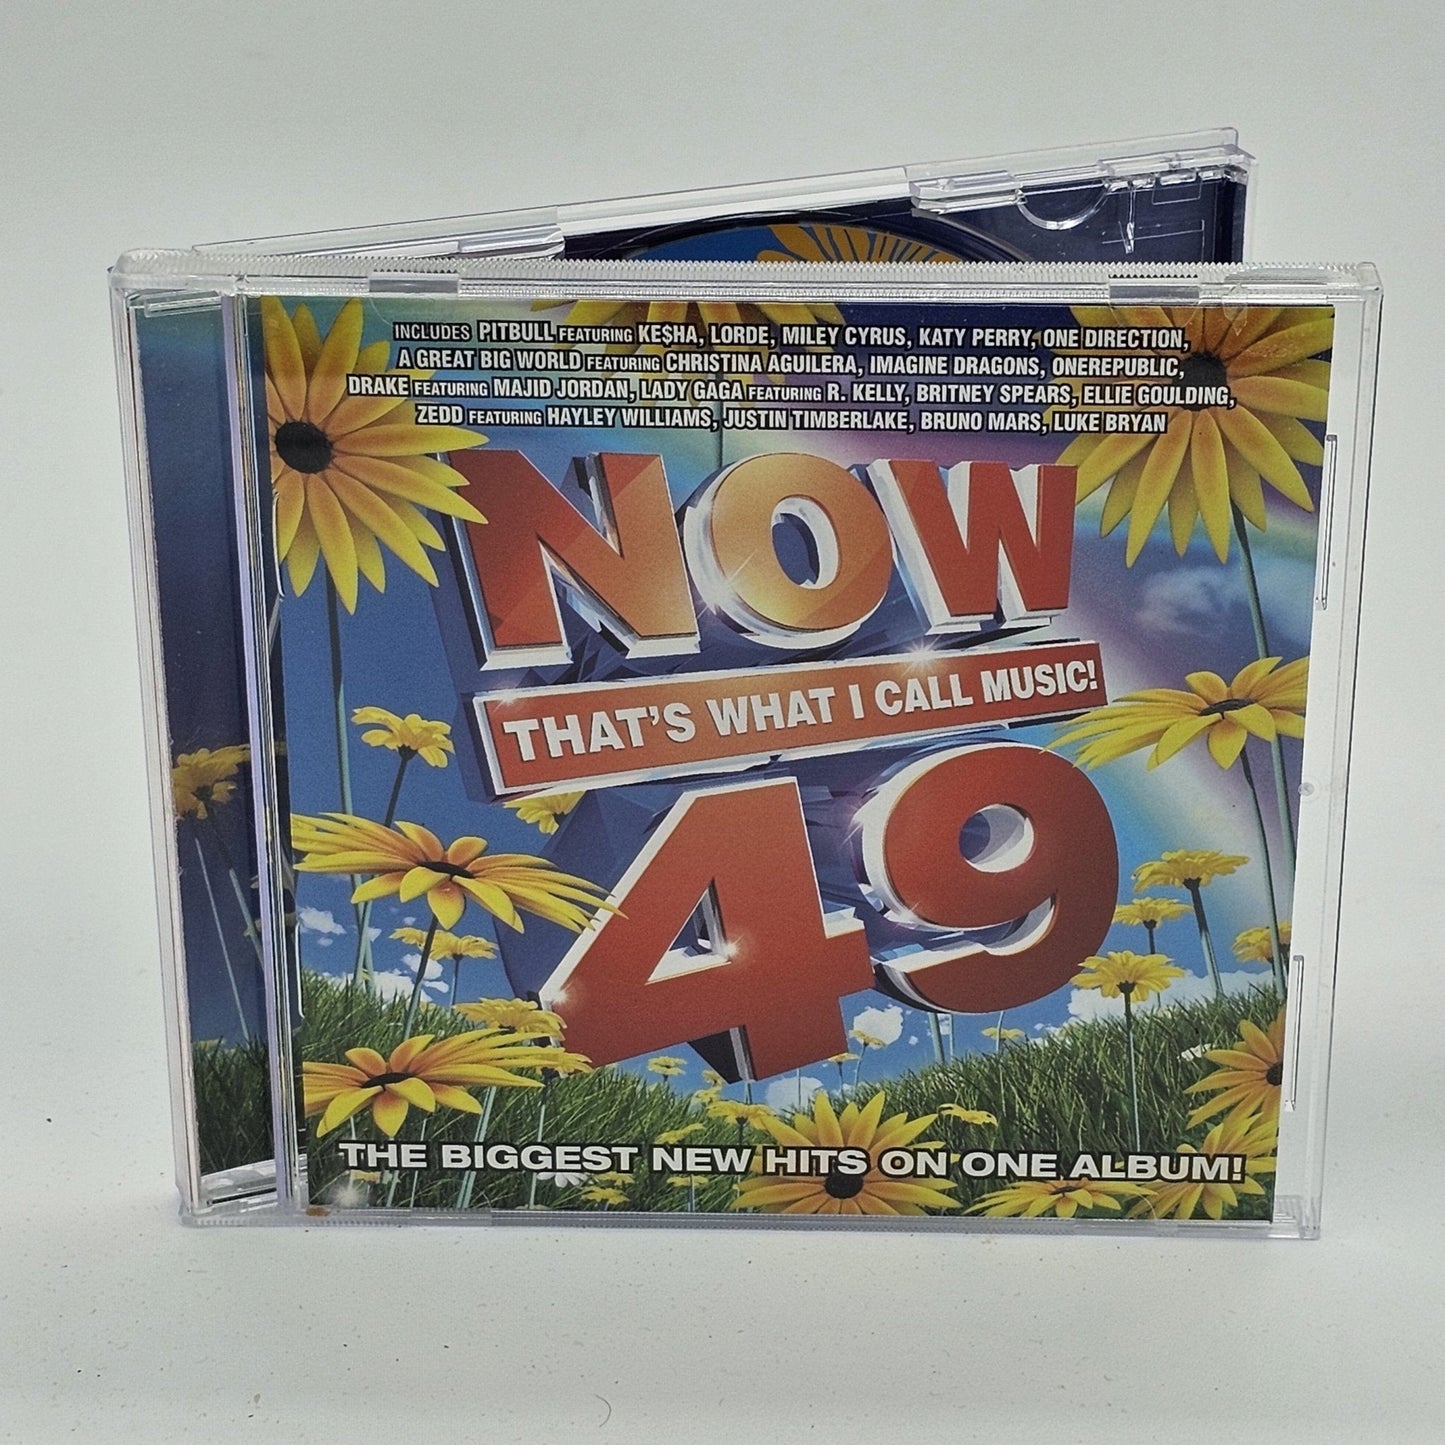 INCLUDES PITBULL FEATURING KE$HA, LORDE, MILEY CYRUS, KATY PERRY, ONE DIRECTION,
A GREAT BIG WORLD FEATURING CHRISTINA AGUILERA, IMAGINE DRAGONS, ONEREPUBLIC,
DRAKE FEATURING MAJID JORDAN, LADY GAGA FEATURING R. KELLY, BRITNEY SPEARS, ELLIE GOULDING,
ZEDD FEATURING HAYLEY WILLIAMS, JUSTIN TIMBERLAKE, BRUNO MARS, LUKE BRYAN
NOW
THAT'S WHAT I CALL MUSIC!
49
THE BIGGEST NEW HITS ON ONE ALBUM!